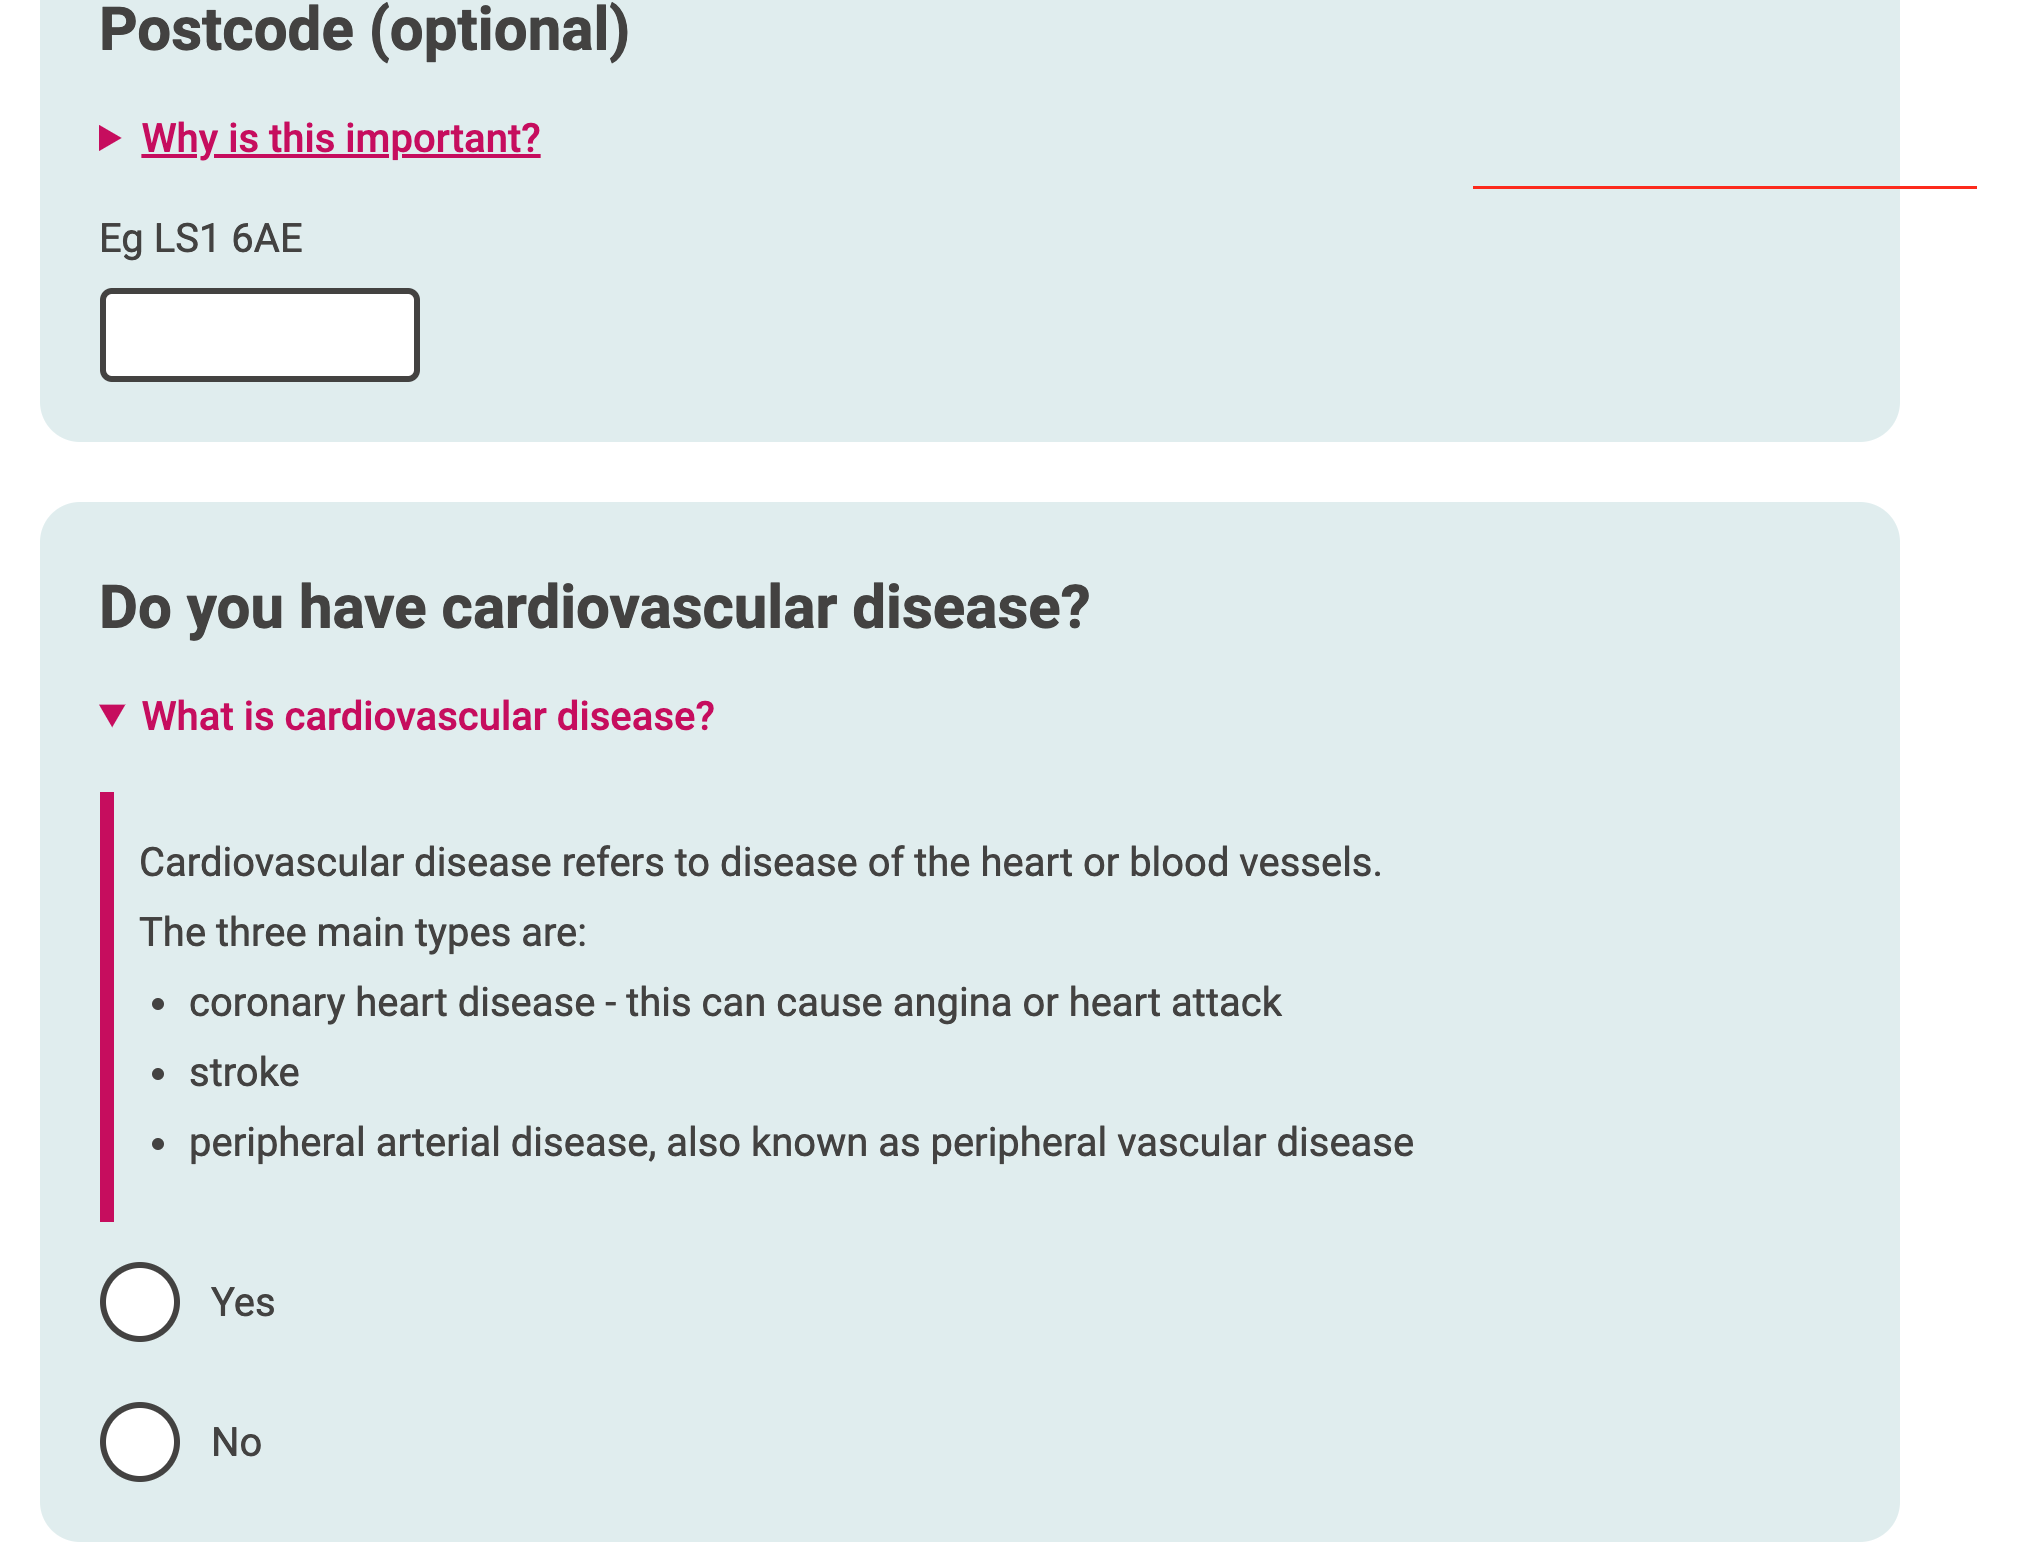 Postcode (optional)
Why is this important?
Eg LS1 6AE
Do you have cardiovascular disease?
What is cardiovascular disease?
Cardiovascular disease refers to disease of the heart or blood vessels.
The three main types are:
• coronary heart disease - this can cause angina or heart attack
• stroke
• peripheral arterial disease, also known as peripheral vascular disease
Yes
No